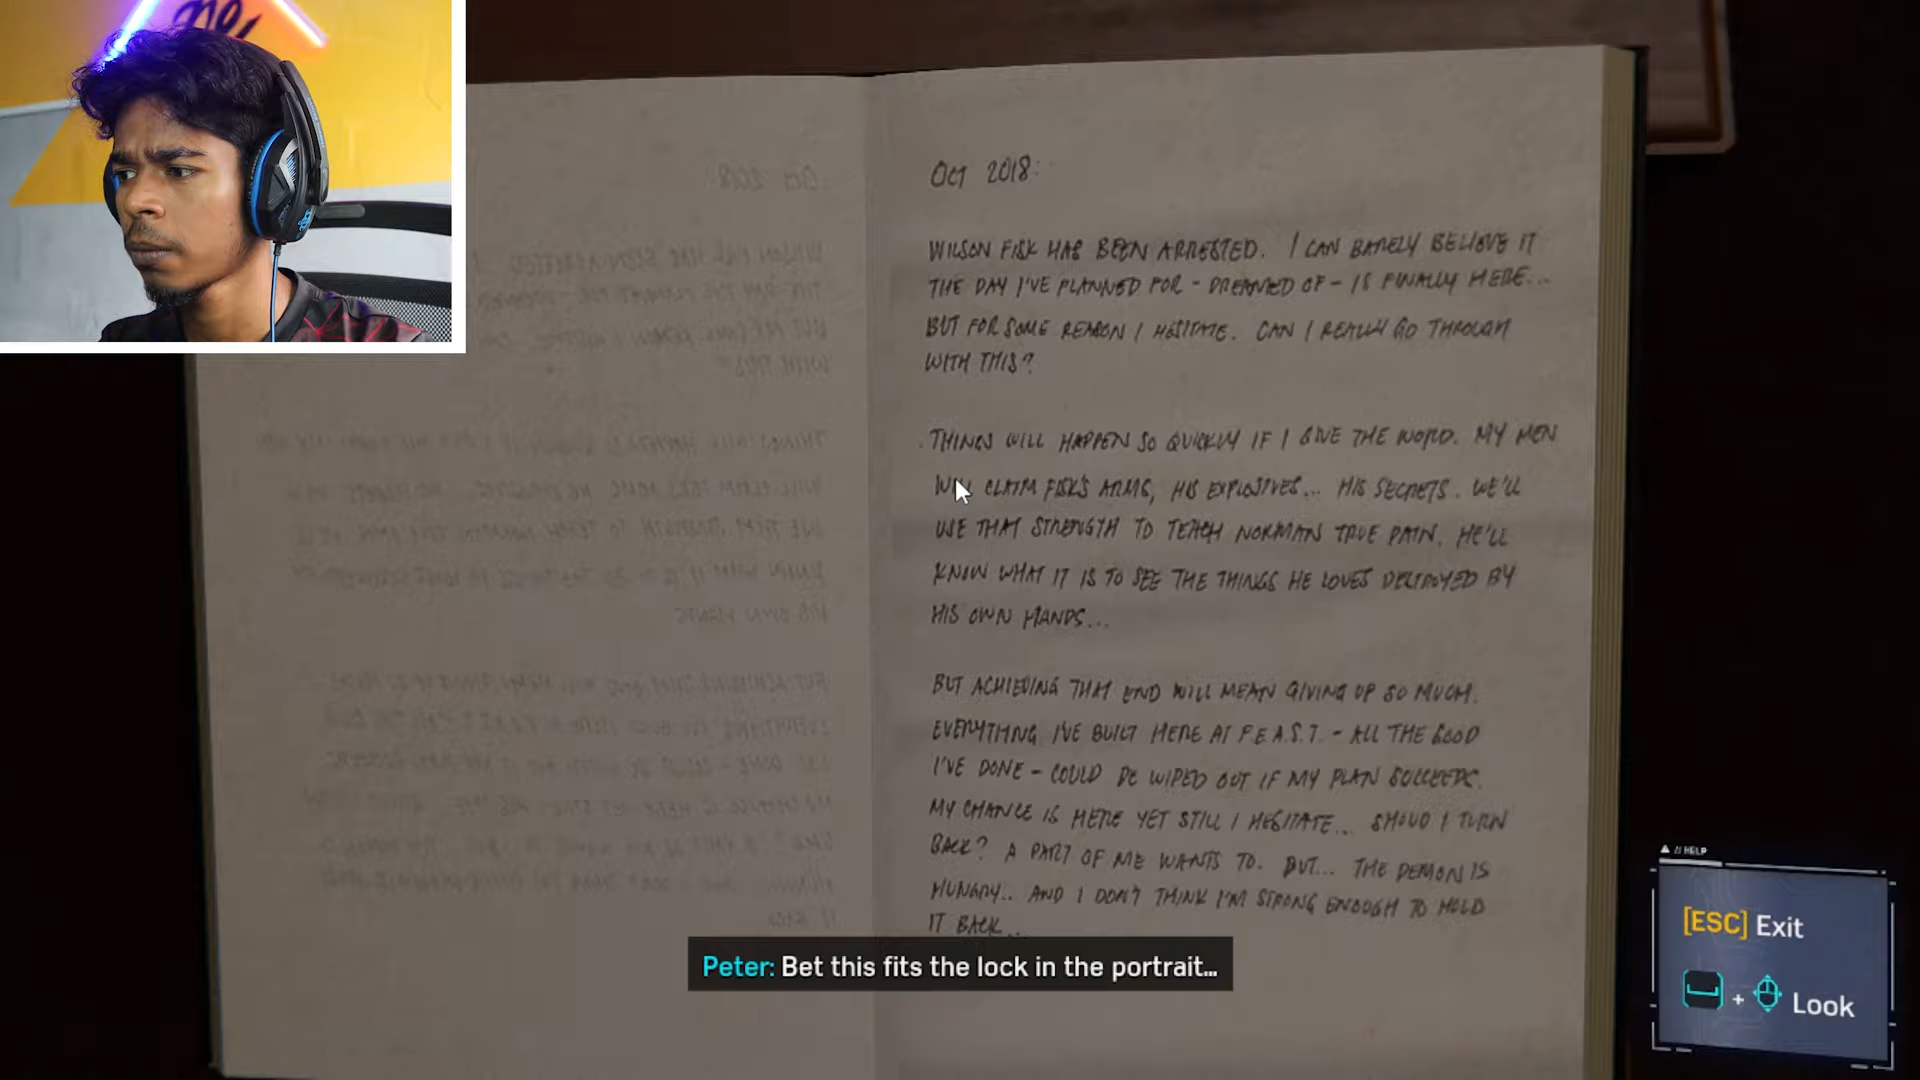 OCT 2018:
WILSON FISK HAS BEEN ARRESTED. I CAN BARELY BELIEVE IT
THE DAY I'VE PLANNED FOR - DREAMED OF - IS FINALLY HERE...
BUT FOR SOME REASON I HESITATE. CAN I REALLY GO THROUGH
WITH THIS?
THINGS WILL HAPPEN SO QUICKLY IF I GIVE THE WORD. MY MEN
WILL CLAIM FISK'S ARMS, HIS EXPLOSIVES... HIS SECRETS. WE'LL
USE THAT STRENGTH TO TEACH NORMAN TRUE PAIN. HE'LL
KNOW WHAT IT IS TO SEE THE THINGS HE LOVES DESTROYED BY
HIS OWN HANDS...
BUT ACHIEVING THAT END WILL MEAN GIVING UP SO MUCH.
EVERYTHING I'VE BUILT HERE AT F.E.A.S.T. - ALL THE GOOD
I'VE DONE - COULD BE WIPED OUT IF MY PLAN SUCCEEDS.
MY CHANCE IS HERE YET STILL I HESITATE... SHOULD I TURN
BACK? A PART OF ME WANTS TO. BUT... THE DEMON IS
HUNGRY... AND I DON'T THINK I'M STRONG ENOUGH TO HOLD
IT BACK...
Peter: Bet this fits the lock in the portrait...
// HELP
[ESC] Exit
+ Look